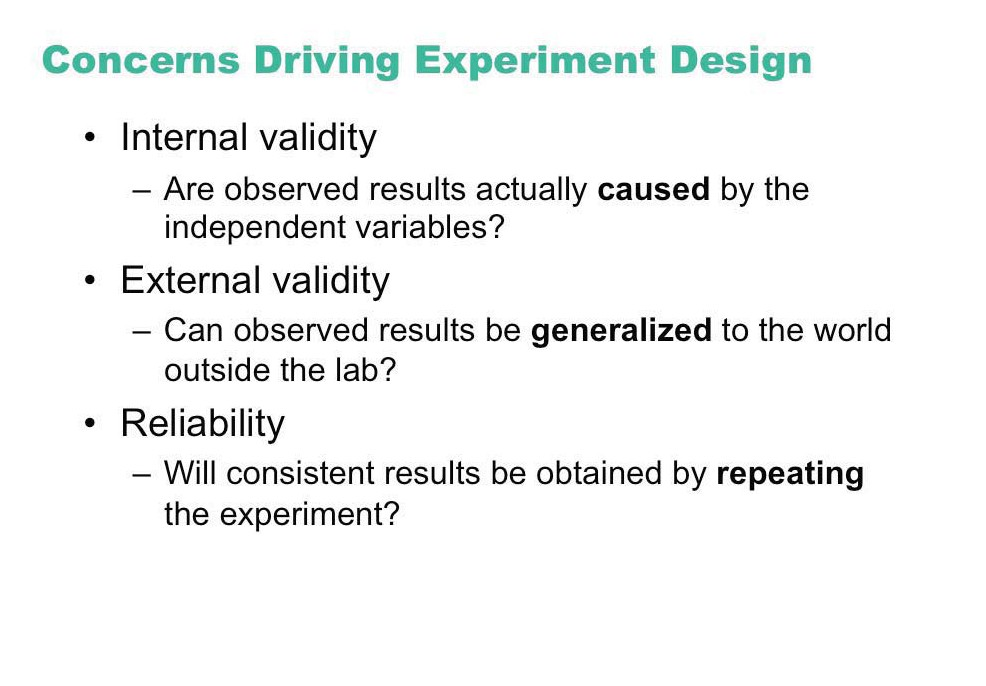 Concerns Driving Experiment Design
• Internal validity
– Are observed results actually caused by the
independent variables?
• External validity
– Can observed results be generalized to the world
outside the lab?
• Reliability
– Will consistent results be obtained by repeating
the experiment?